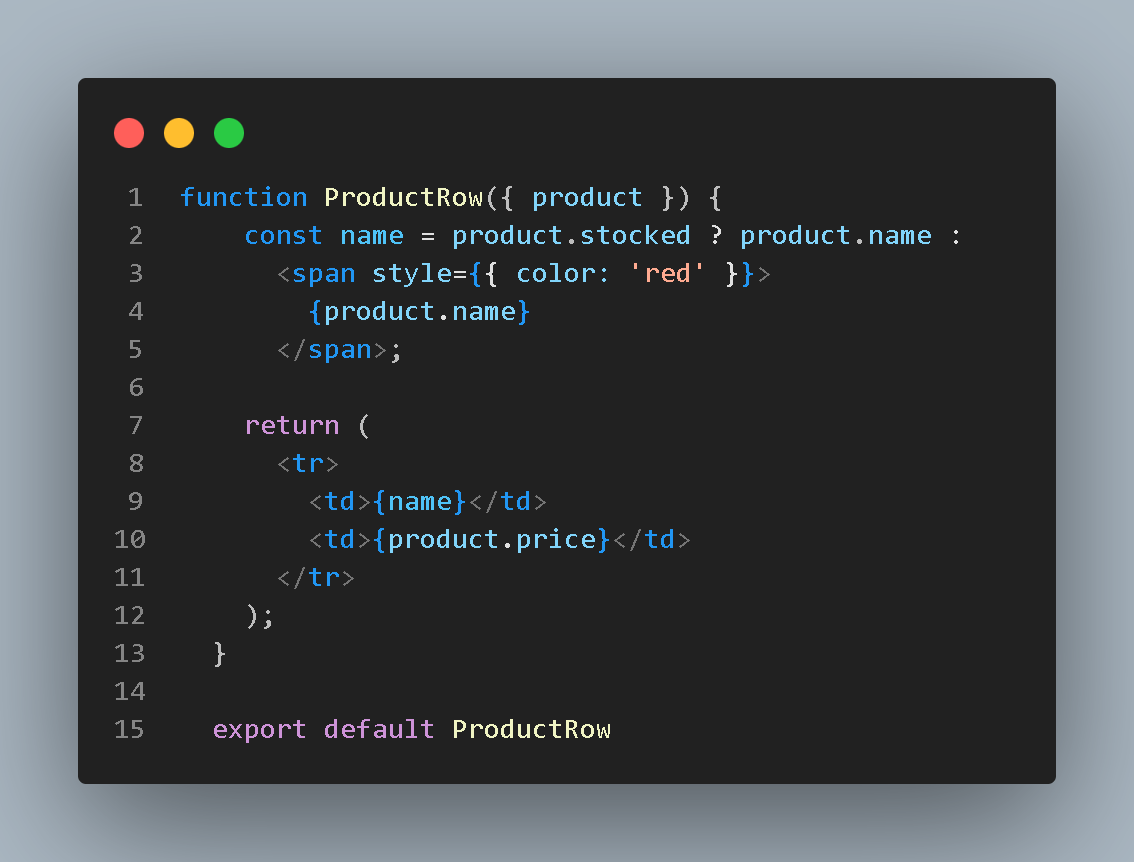 1 function ProductRow({ product }) {
2     const name = product.stocked ? product.name :
3       <span style={{ color: 'red' }}>
4         {product.name}
5       </span>;
6
7     return (
8       <tr>
9         <td>{name}</td>
10         <td>{product.price}</td>
11       </tr>
12     );
13   }
14
15   export default ProductRow